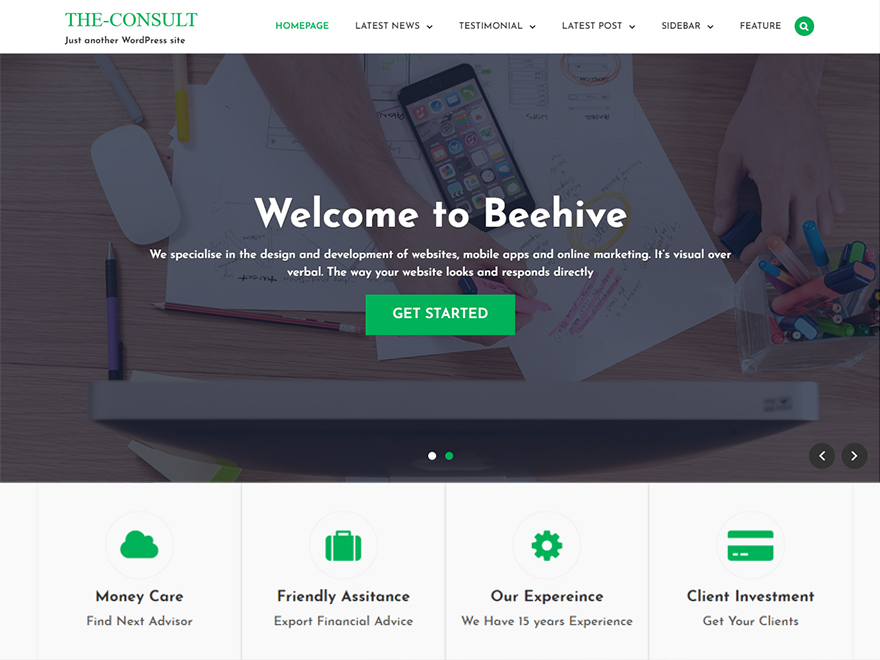 THE-CONSULT
Just another WordPress site
HOMEPAGE LATEST NEWS TESTIMONIAL LATEST POST SIDEBAR FEATURE
Welcome to Beehive
We specialise in the design and development of websites, mobile apps and online marketing. It's visual over
verbal. The way your website looks and responds directly
GET STARTED
Money Care
Find Next Advisor
Friendly Assitance
Export Financial Advice
Our Expereince
We Have 15 years Experience
Client Investment
Get Your Clients